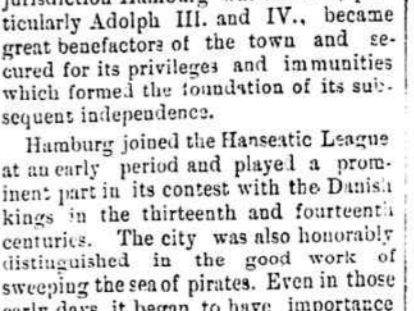 jurisdiction Hamburg
ticularly Adolph III. and IV., became
great benefactors of the town and se-
cured for its privileges and immunities
which formed the foundation of its sub-
sequent independence.
Hamburg joined the Hanseatic League
at an early period and played a prom-
inent part in its contest with the Danish
kings in the thirteenth and fourteenth
centuries. The city was also honorably
distinguished in the good work of
sweeping the sea of pirates. Even in those
early days it began to have importance